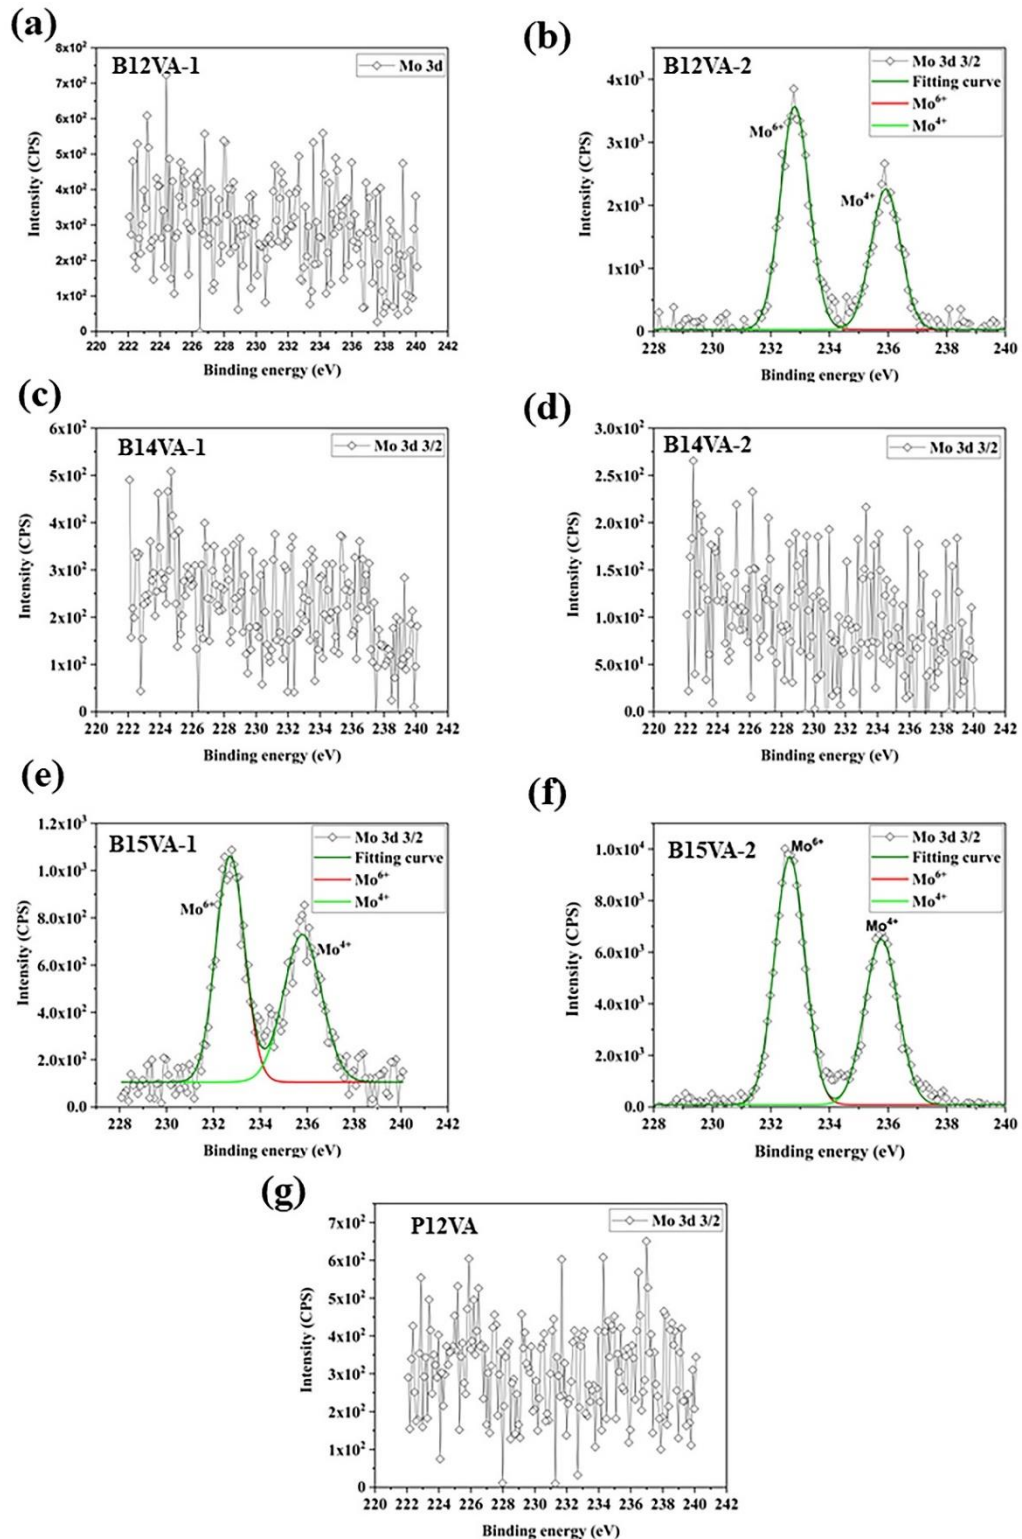 (a)
B12VA-1
Mo 3d
8x10²
7x10²
6x10²
5x10²
4x10²
3x10²
2x10²
1x10²
0
Intensity (CPS)
220 222 224 226 228 230 232 234 236 238 240 242
Binding energy (eV)
(b)
B12VA-2
Mo 3d 3/2
Fitting curve
Mo⁶⁺
Mo⁴⁺
Mo⁶⁺
Mo⁴⁺
4x10³
3x10³
2x10³
1x10³
0
Intensity (CPS)
228 230 232 234 236 238 240
Binding energy (eV)
(c)
B14VA-1
Mo 3d 3/2
6x10²
5x10²
4x10²
3x10²
2x10²
1x10²
0
Intensity (CPS)
220 222 224 226 228 230 232 234 236 238 240 242
Binding energy (eV)
(d)
B14VA-2
Mo 3d 3/2
3.0x10²
2.5x10²
2.0x10²
1.5x10²
1.0x10²
5.0x10¹
0.0
Intensity (CPS)
220 222 224 226 228 230 232 234 236 238 240 242
Binding energy (eV)
(e)
B15VA-1
Mo 3d 3/2
Fitting curve
Mo⁶⁺
Mo⁴⁺
Mo⁶⁺
Mo⁴⁺
1.2x10³
1.0x10³
8.0x10²
6.0x10²
4.0x10²
2.0x10²
0.0
Intensity (CPS)
228 230 232 234 236 238 240 242
Binding energy (eV)
(f)
B15VA-2
Mo 3d 3/2
Fitting curve
Mo⁶⁺
Mo⁴⁺
Mo⁶⁺
Mo⁴⁺
1.0x10⁴
8.0x10³
6.0x10³
4.0x10³
2.0x10³
0.0
Intensity (CPS)
228 230 232 234 236 238 240
Binding energy (eV)
(g)
P12VA
Mo 3d 3/2
7x10²
6x10²
5x10²
4x10²
3x10²
2x10²
1x10²
0
Intensity (CPS)
220 222 224 226 228 230 232 234 236 238 240 242
Binding energy (eV)